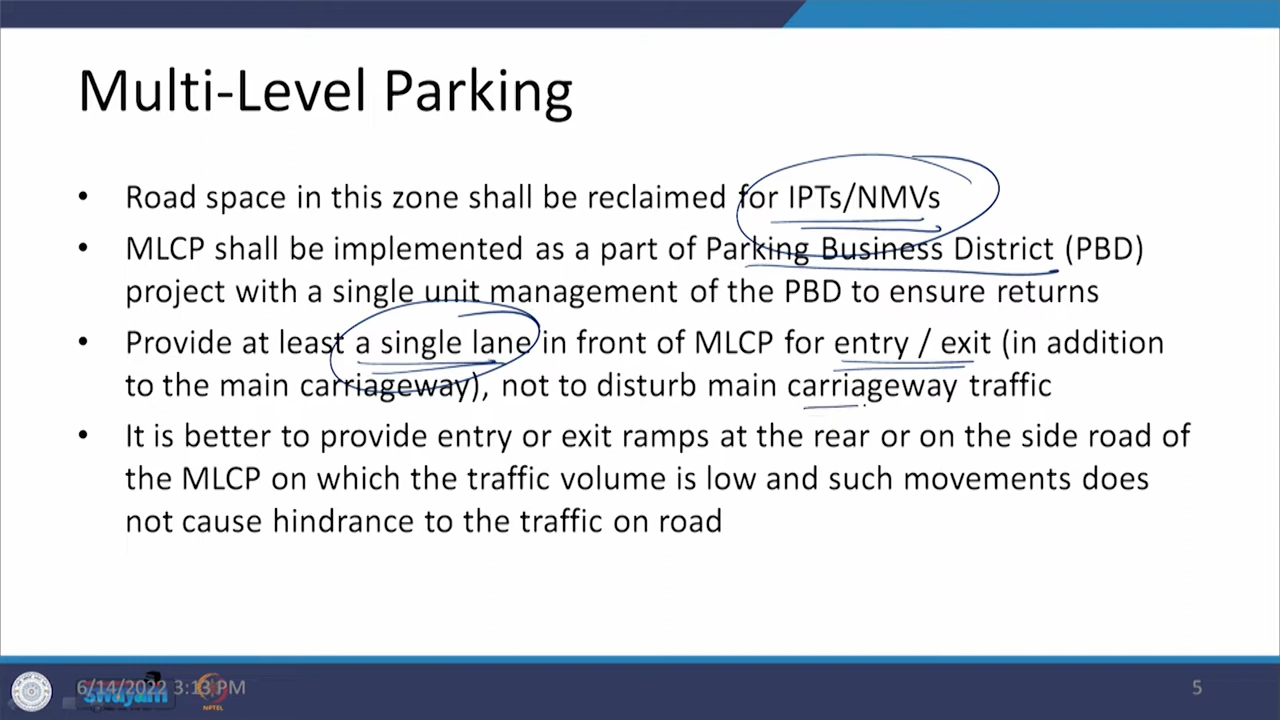 Multi-Level Parking
• Road space in this zone shall be reclaimed for IPTs/NMVs
• MLCP shall be implemented as a part of Parking Business District (PBD)
project with a single unit management of the PBD to ensure returns
• Provide at least a single lane in front of MLCP for entry / exit (in addition
to the main carriageway), not to disturb main carriageway traffic
• It is better to provide entry or exit ramps at the rear or on the side road of
the MLCP on which the traffic volume is low and such movements does
not cause hindrance to the traffic on road
6/14/2022 3:13 PM
swayam
NPTEL
5